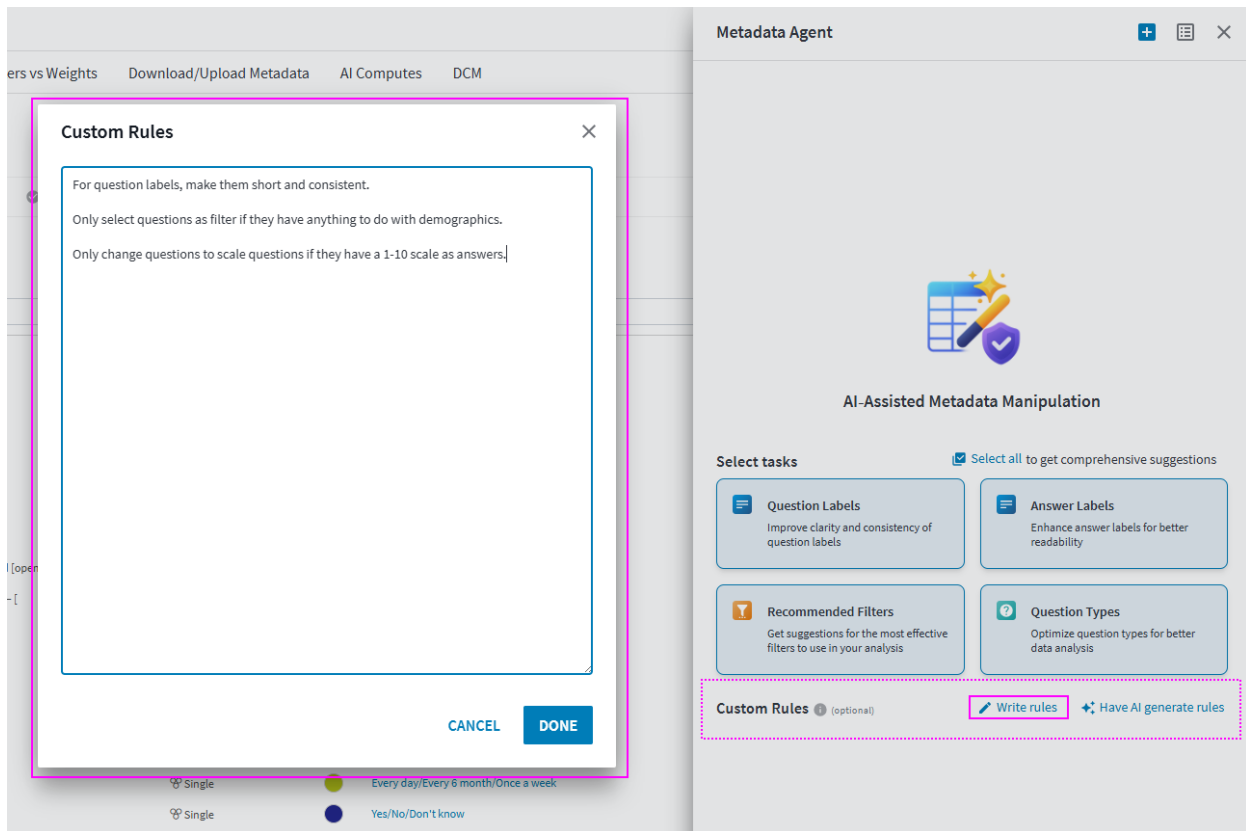 Metadata Agent
ers vs Weights
Download/Upload Metadata
AI Computes
DCM
Custom Rules
For question labels, make them short and consistent.
Only select questions as filter if they have anything to do with demographics.
Only change questions to scale questions if they have a 1-10 scale as answers.
CANCEL
DONE
l [open
- [
Single
Every day/Every 6 month/Once a week
Single
Yes/No/Don't know
AI-Assisted Metadata Manipulation
Select tasks
Select all to get comprehensive suggestions
Question Labels
Improve clarity and consistency of
question labels
Answer Labels
Enhance answer labels for better
readability
Recommended Filters
Get suggestions for the most effective
filters to use in your analysis
Question Types
Optimize question types for better
data analysis
Custom Rules (optional)
Write rules
Have AI generate rules